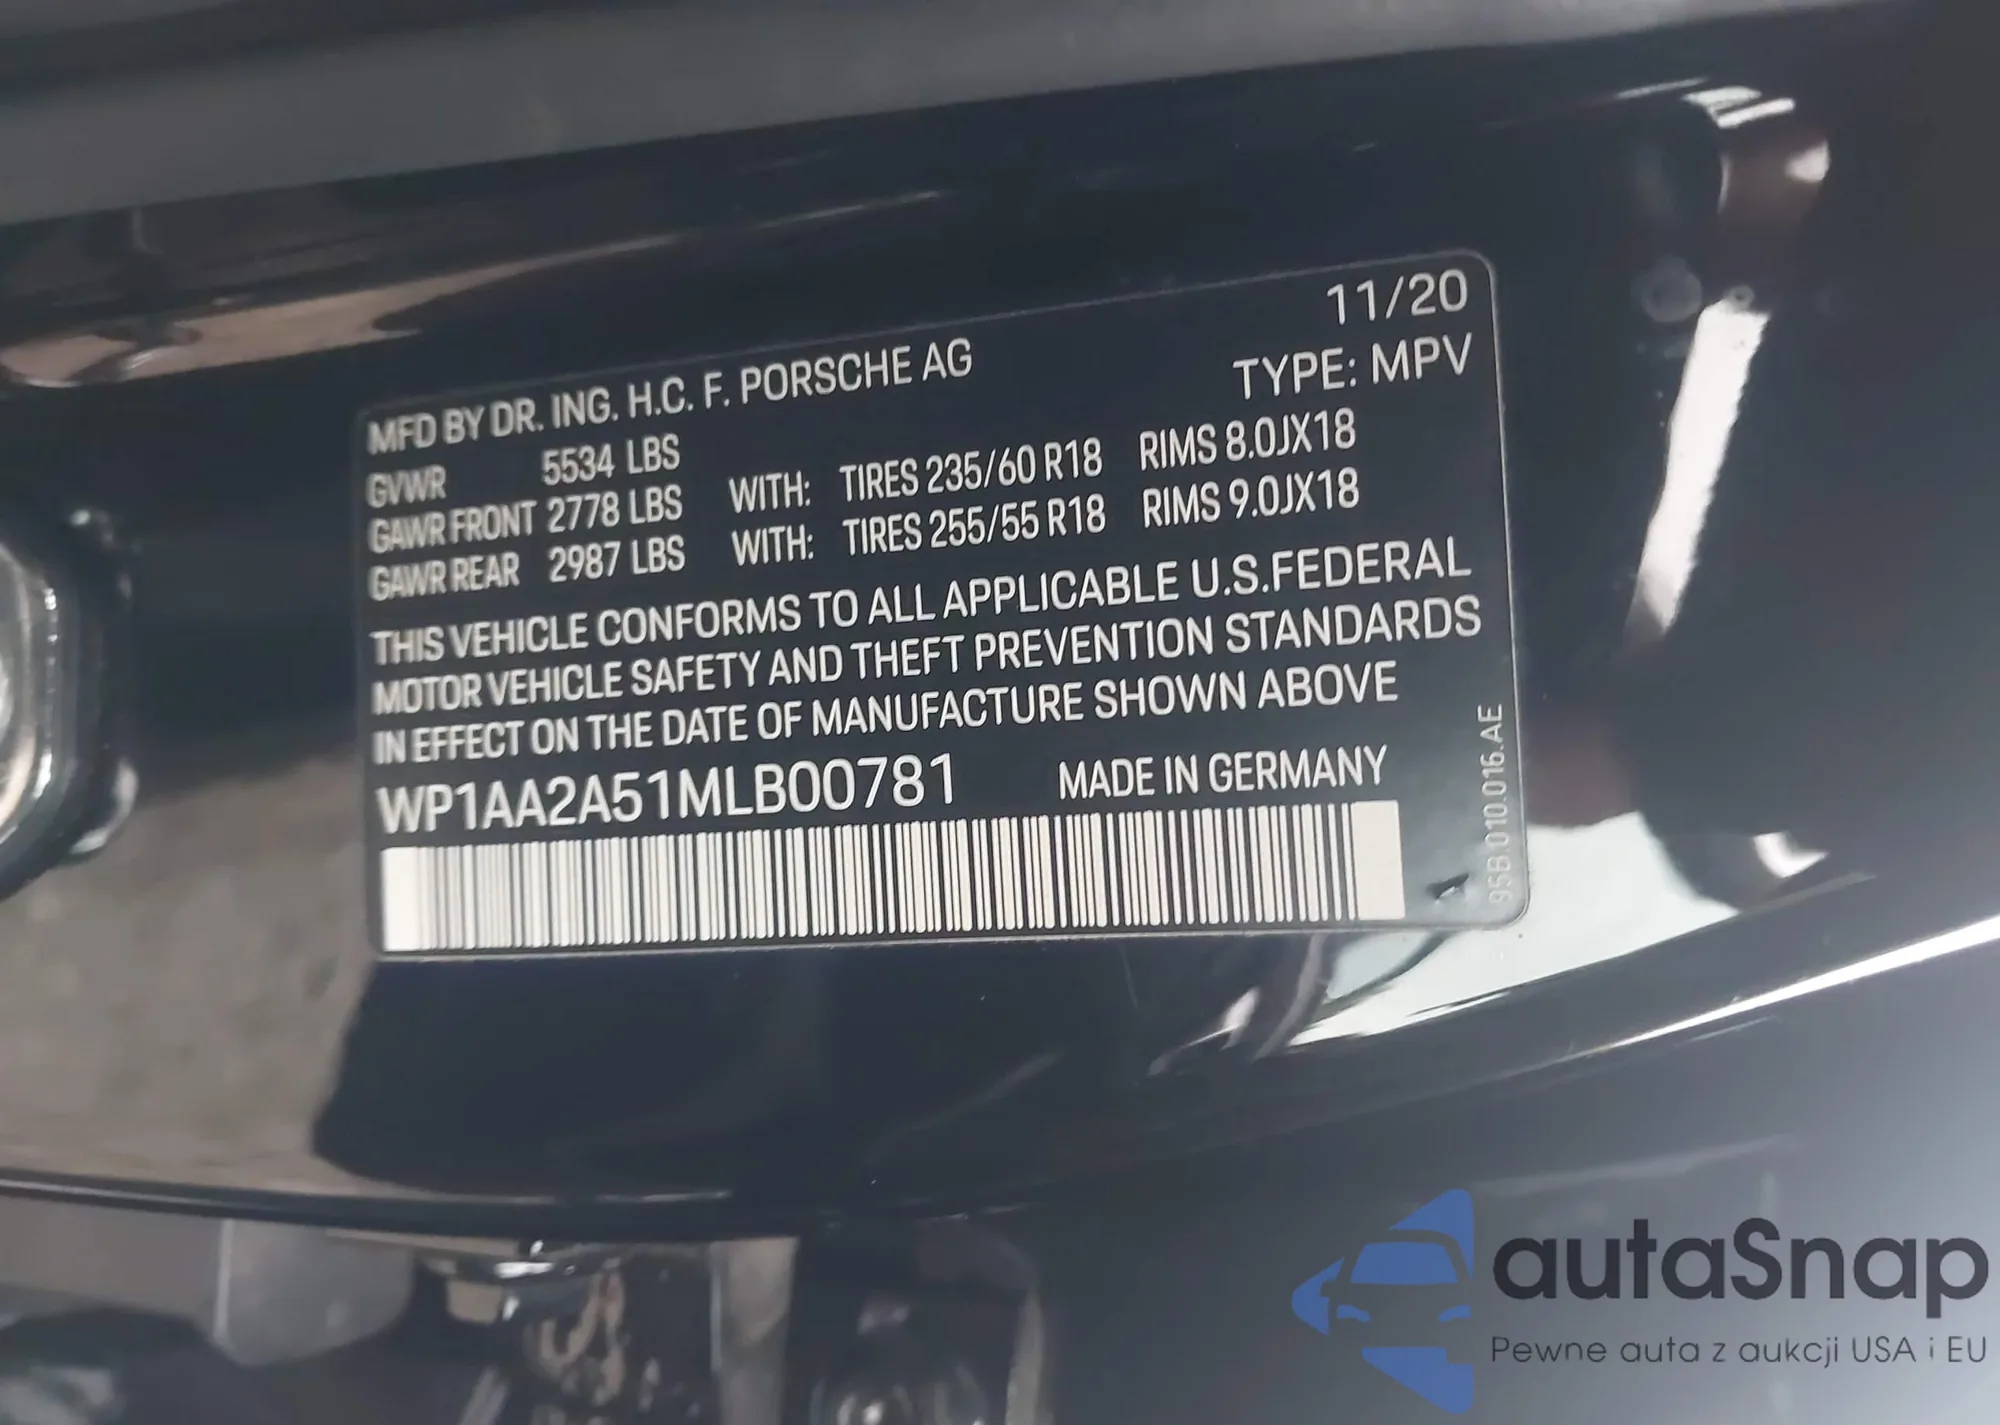 11/20
MFD BY DR. ING. H.C. F. PORSCHE AG TYPE: MPV
GVWR 5534 LBS
GAWR FRONT 2778 LBS WITH: TIRES 235/60 R18 RIMS 8.0JX18
GAWR REAR 2987 LBS WITH: TIRES 255/55 R18 RIMS 9.0JX18
THIS VEHICLE CONFORMS TO ALL APPLICABLE U.S.FEDERAL
MOTOR VEHICLE SAFETY AND THEFT PREVENTION STANDARDS
IN EFFECT ON THE DATE OF MANUFACTURE SHOWN ABOVE
WP1AA2A51MLB00781 MADE IN GERMANY
95B.010.016.AE
autaSnap
Pewne auta z aukcji USA i EU